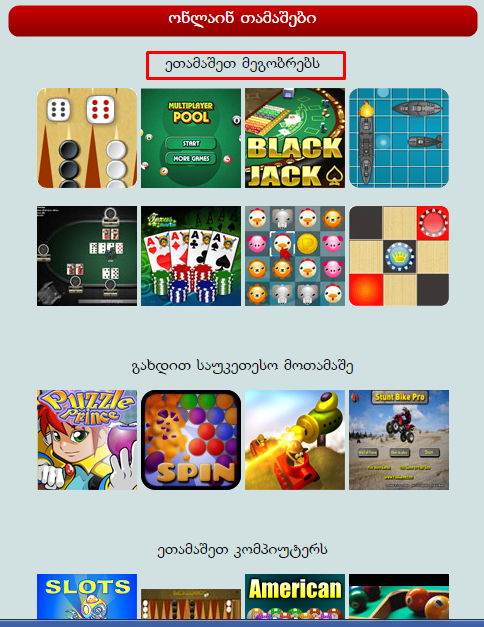 ონლაინ თამაშები
ეთამაშეთ მეგობრებს
MULTIPLAYER
POOL
START
MORE GAMES
BLACK
JACK
Texas
გახდით საუკეთესო მოთამაშე
Puzzle
Prince
SPIN
Stunt Bike Pro
ეთამაშეთ კომპიუტერს
SLOTS
American